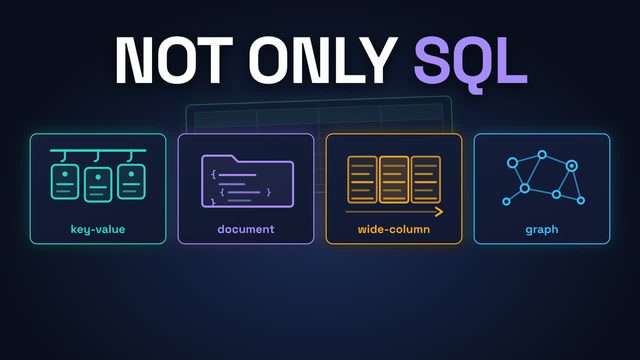 NOT ONLY SQL
{
{ }
}
key-value
document
wide-column
graph